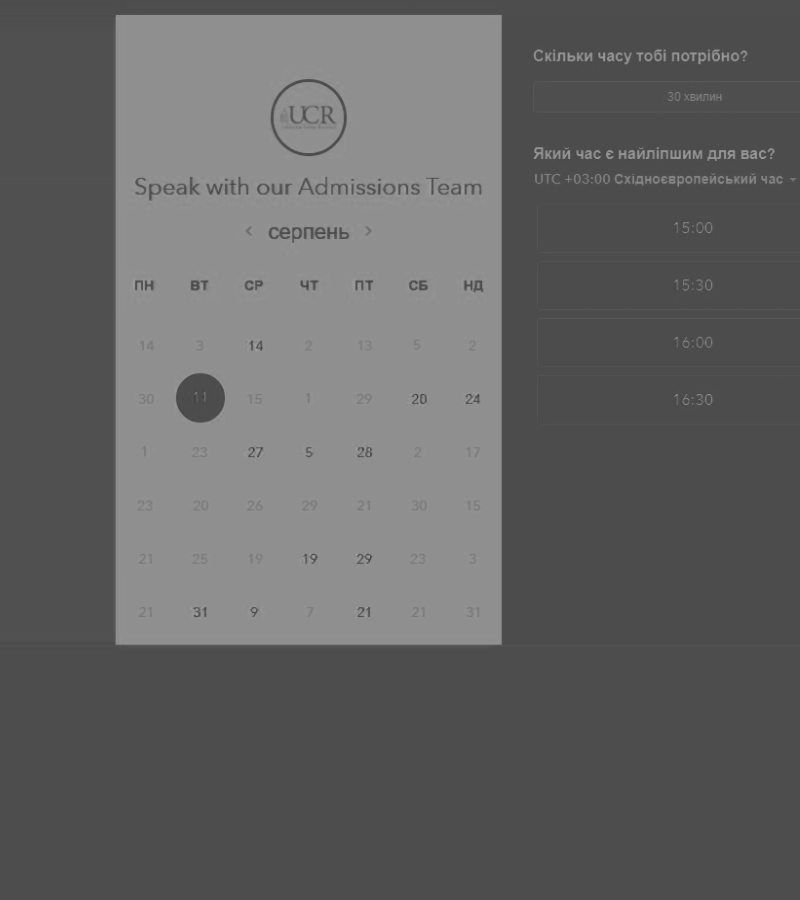 UCR
Speak with our Admissions Team
серпень
ПН ВТ СР ЧТ ПТ СБ НД
14 3 14 2 13 5 2
30 11 15 1 29 20 24
1 23 27 5 28 2 17
23 20 26 29 21 30 15
21 25 19 19 29 23 3
21 31 9 7 21 21 31
Скільки часу тобі потрібно?
30 хвилин
Який час є найліпшим для вас?
UTC +03:00 Східноєвропейський час
15:00
15:30
16:00
16:30